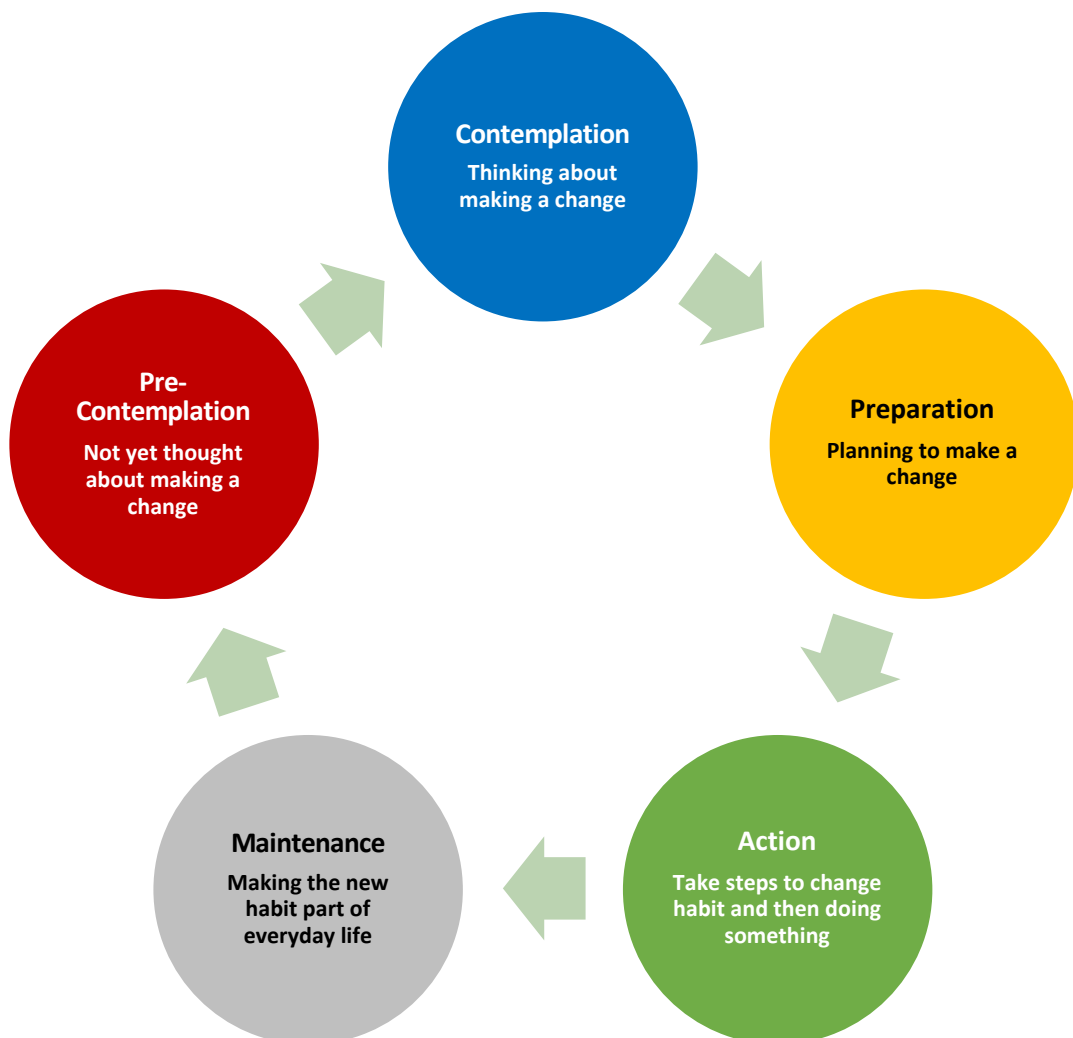 Contemplation
Thinking about
making a change
Pre-
Contemplation
Not yet thought
about making a
change
Preparation
Planning to make a
change
Maintenance
Making the new
habit part of
everyday life
Action
Take steps to change
habit and then doing
something